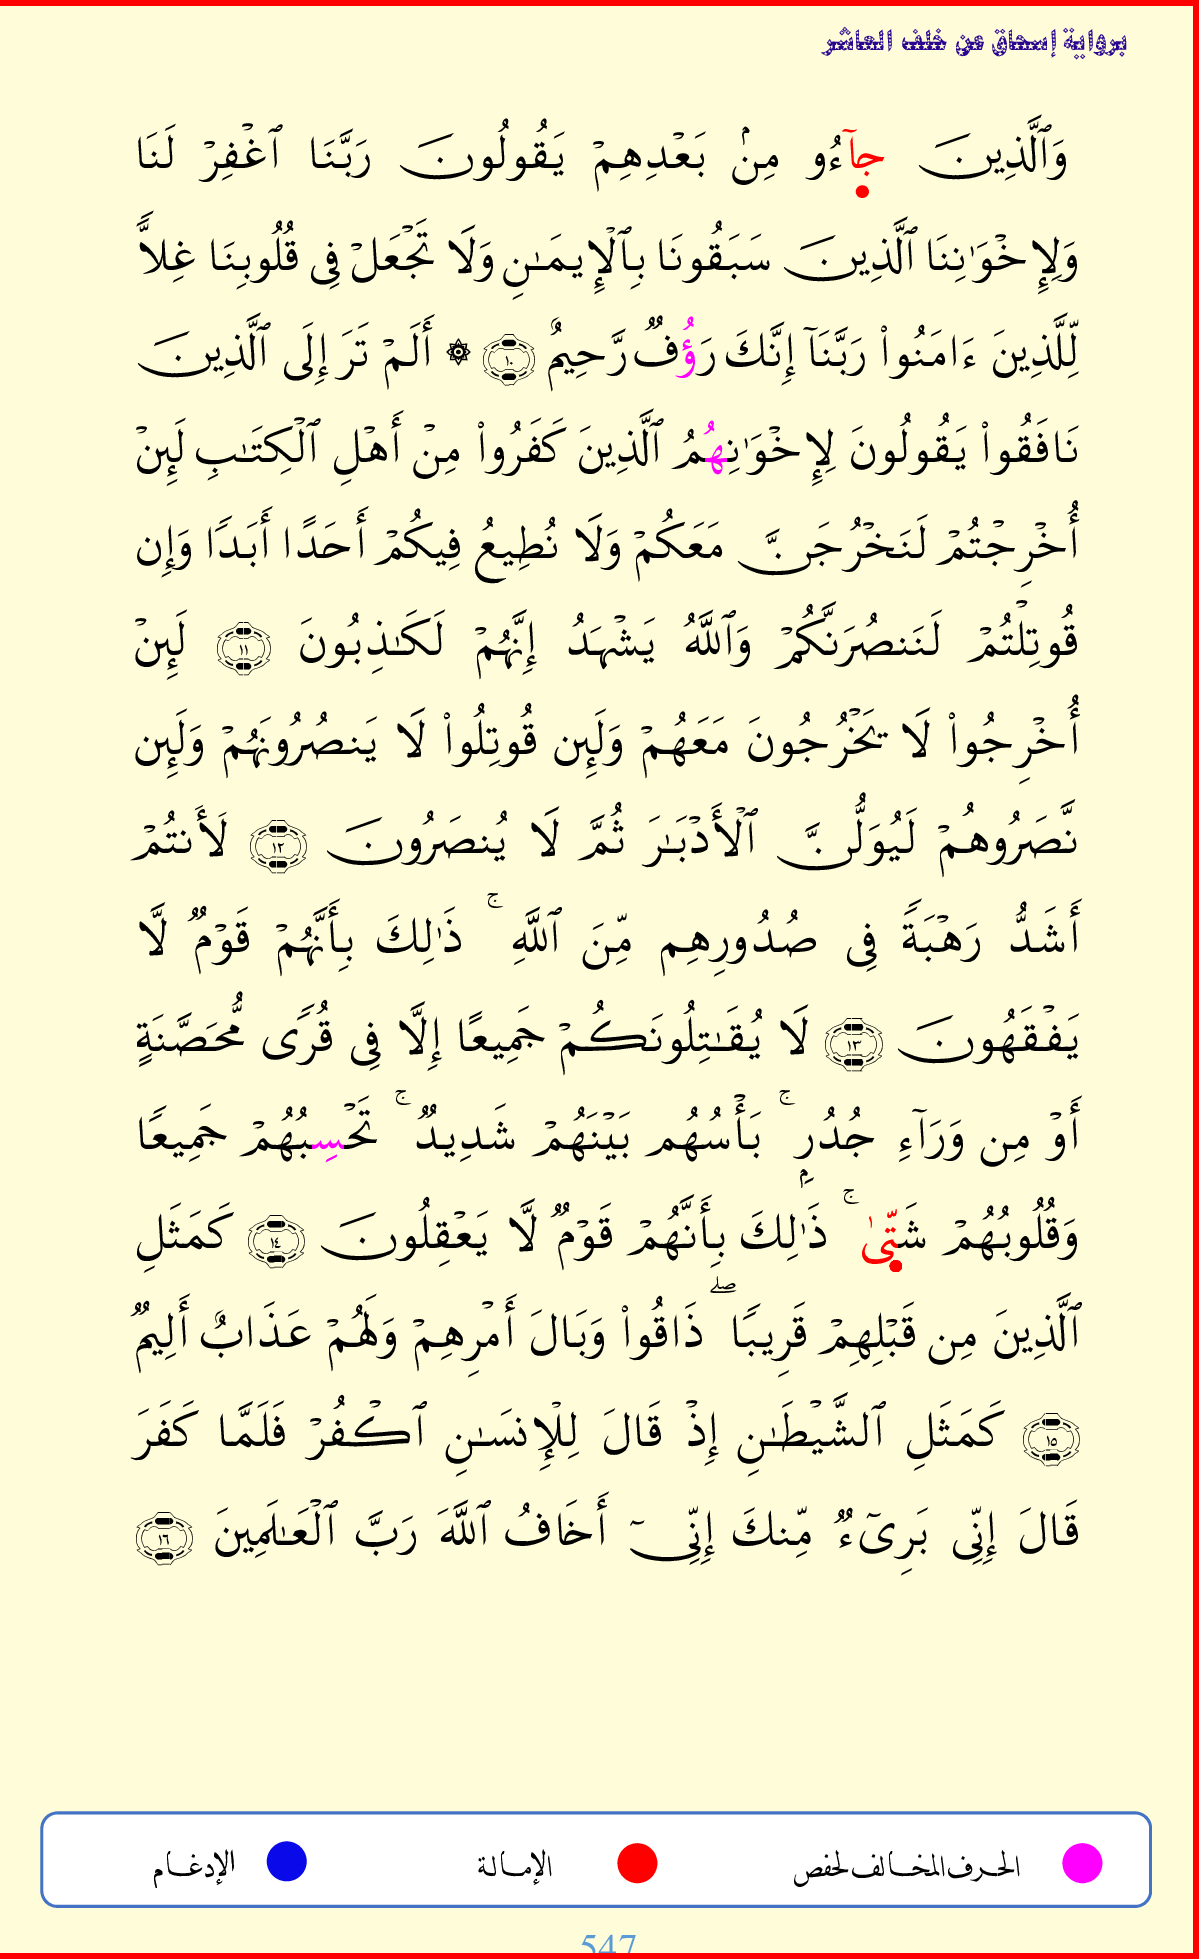 برواية إسحاق عن خلف العاشر
وَٱلَّذِينَ جَآءُو مِنۢ بَعۡدِهِمۡ يَقُولُونَ رَبَّنَا ٱغۡفِرۡ لَنَا
وَلِإِخۡوَٰنِنَا ٱلَّذِينَ سَبَقُونَا بِٱلۡإِيمَٰنِ وَلَا تَجۡعَلۡ فِي قُلُوبِنَا غِلّٗا
لِّلَّذِينَ ءَامَنُواْ رَبَّنَآ إِنَّكَ رَؤُفٞ رَّحِيمٌ ١٠ ۞ أَلَمۡ تَرَ إِلَى ٱلَّذِينَ
نَافَقُواْ يَقُولُونَ لِإِخۡوَٰنِهُمُ ٱلَّذِينَ كَفَرُواْ مِنۡ أَهۡلِ ٱلۡكِتَٰبِ لَئِنۡ
أُخۡرِجۡتُمۡ لَنَخۡرُجَنَّ مَعَكُمۡ وَلَا نُطِيعُ فِيكُمۡ أَحَدًا أَبَدٗا وَإِن
قُوتِلۡتُمۡ لَنَنصُرَنَّكُمۡ وَٱللَّهُ يَشۡهَدُ إِنَّهُمۡ لَكَٰذِبُونَ ١١ لَئِنۡ
أُخۡرِجُواْ لَا يَخۡرُجُونَ مَعَهُمۡ وَلَئِن قُوتِلُواْ لَا يَنصُرُونَهُمۡ وَلَئِن
نَّصَرُوهُمۡ لَيُوَلُّنَّ ٱلۡأَدۡبَٰرَ ثُمَّ لَا يُنصَرُونَ ١٢ لَأَنتُمۡ
أَشَدُّ رَهۡبَةٗ فِي صُدُورِهِم مِّنَ ٱللَّهِۚ ذَٰلِكَ بِأَنَّهُمۡ قَوۡمٞ لَّا
يَفۡقَهُونَ ١٣ لَا يُقَٰتِلُونَكُمۡ جَمِيعًا إِلَّا فِي قُرٗى مُّحَصَّنَةٍ
أَوۡ مِن وَرَآءِ جُدُرِۭۚ بَأۡسُهُم بَيۡنَهُمۡ شَدِيدٞۚ تَحۡسِبُهُمۡ جَمِيعٗا
وَقُلُوبُهُمۡ شَتَّىٰۚ ذَٰلِكَ بِأَنَّهُمۡ قَوۡمٞ لَّا يَعۡقِلُونَ ١٤ كَمَثَلِ
ٱلَّذِينَ مِن قَبۡلِهِمۡ قَرِيبٗاۖ ذَاقُواْ وَبَالَ أَمۡرِهِمۡ وَلَهُمۡ عَذَابٌ أَلِيمٞ
١٥ كَمَثَلِ ٱلشَّيۡطَٰنِ إِذۡ قَالَ لِلۡإِنسَٰنِ ٱكۡفُرۡ فَلَمَّا كَفَرَ
قَالَ إِنِّي بَرِيٓءٞ مِّنكَ إِنِّيٓ أَخَافُ ٱللَّهَ رَبَّ ٱلۡعَٰلَمِينَ ١٦
الحرف المخالف لحفص الإمالة الإدغام
547